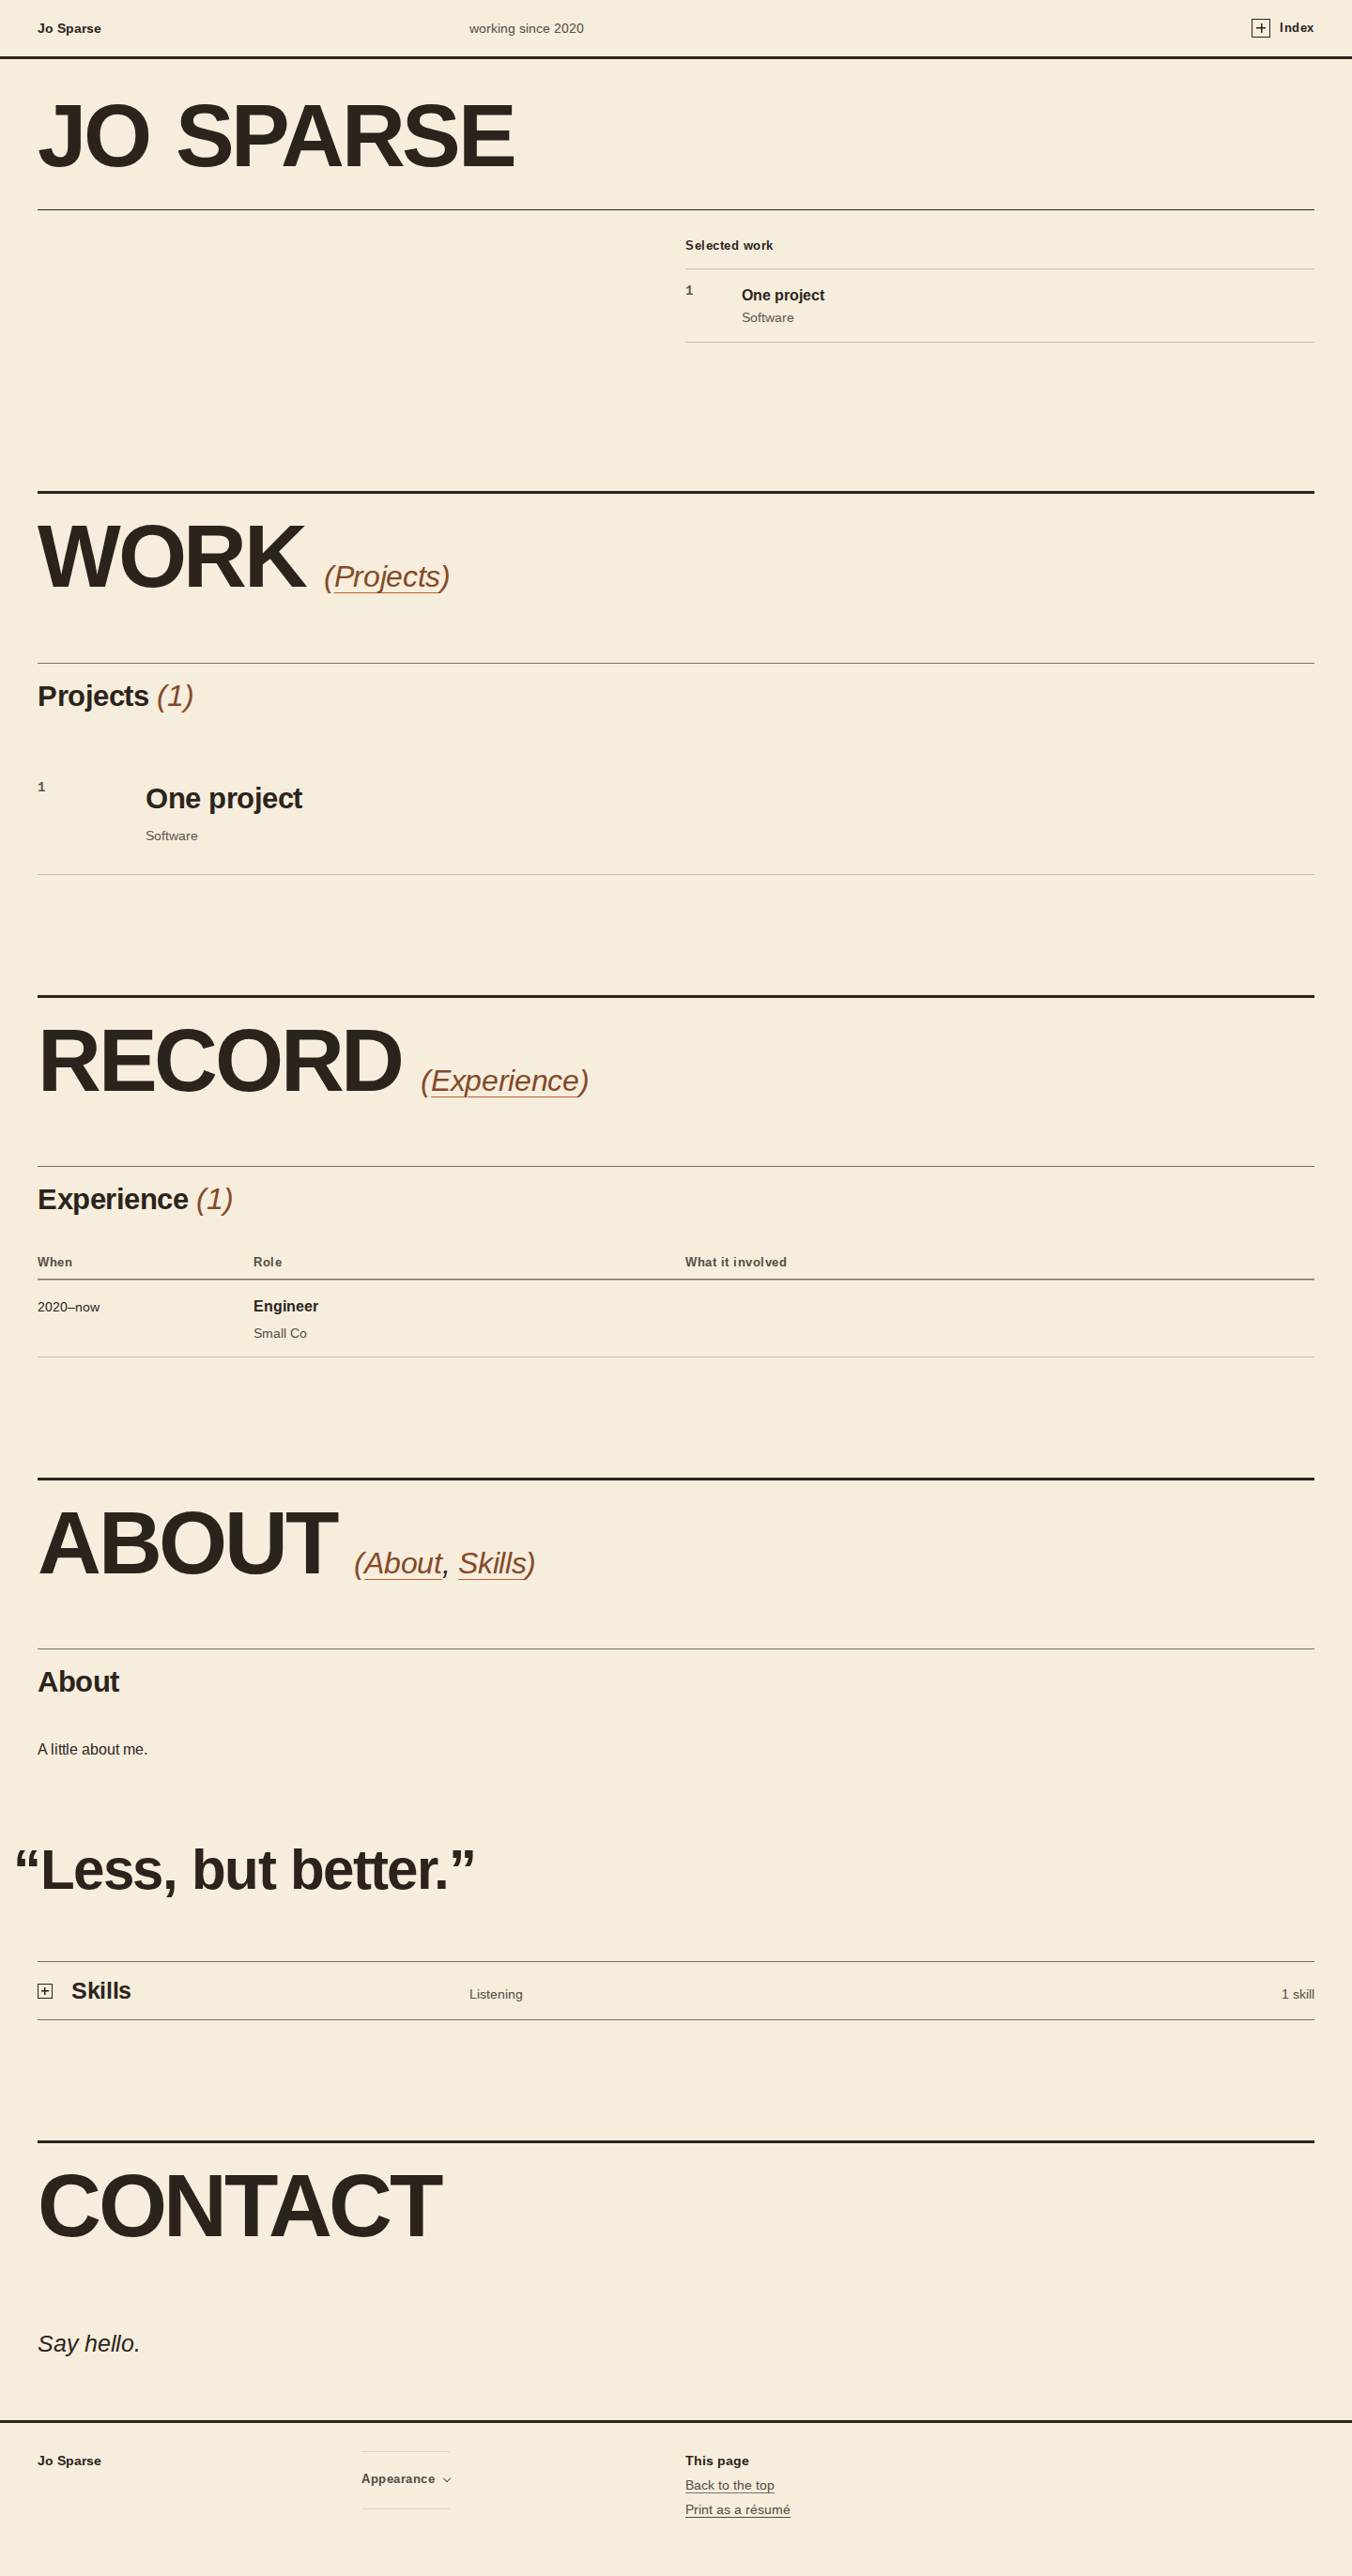 Jo Sparse
working since 2020
Index
JO SPARSE
Selected work
1
One project
Software
WORK (Projects)
Projects (1)
1
One project
Software
RECORD (Experience)
Experience (1)
When Role What it involved
2020–now Engineer
Small Co
ABOUT (About, Skills)
About
A little about me.
“Less, but better.”
Skills Listening 1 skill
CONTACT
Say hello.
Jo Sparse
Appearance
This page
Back to the top
Print as a résumé